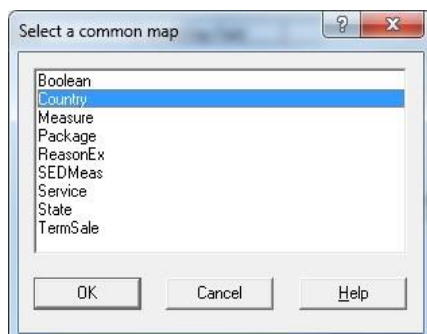 Select a common map
Boolean
Country
Measure
Package
ReasonEx
SEDMeas
Service
State
TermSale
OK
Cancel
Help